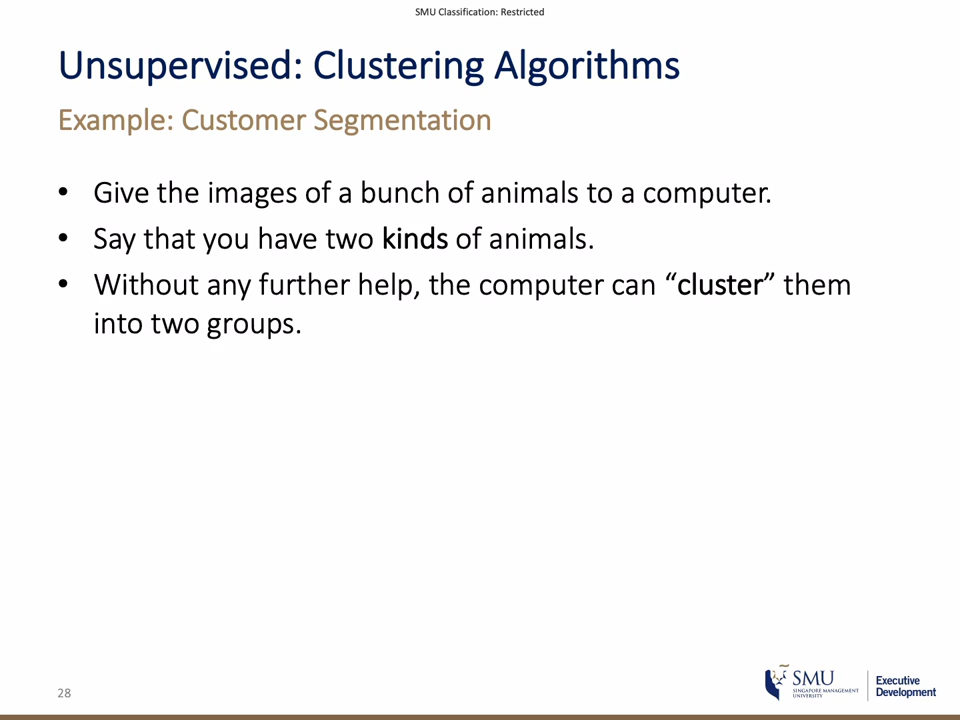 SMU Classification: Restricted
Unsupervised: Clustering Algorithms
Example: Customer Segmentation
• Give the images of a bunch of animals to a computer.
• Say that you have two kinds of animals.
• Without any further help, the computer can “cluster” them
into two groups.
28
SMU
SINGAPORE MANAGEMENT
UNIVERSITY
Executive
Development